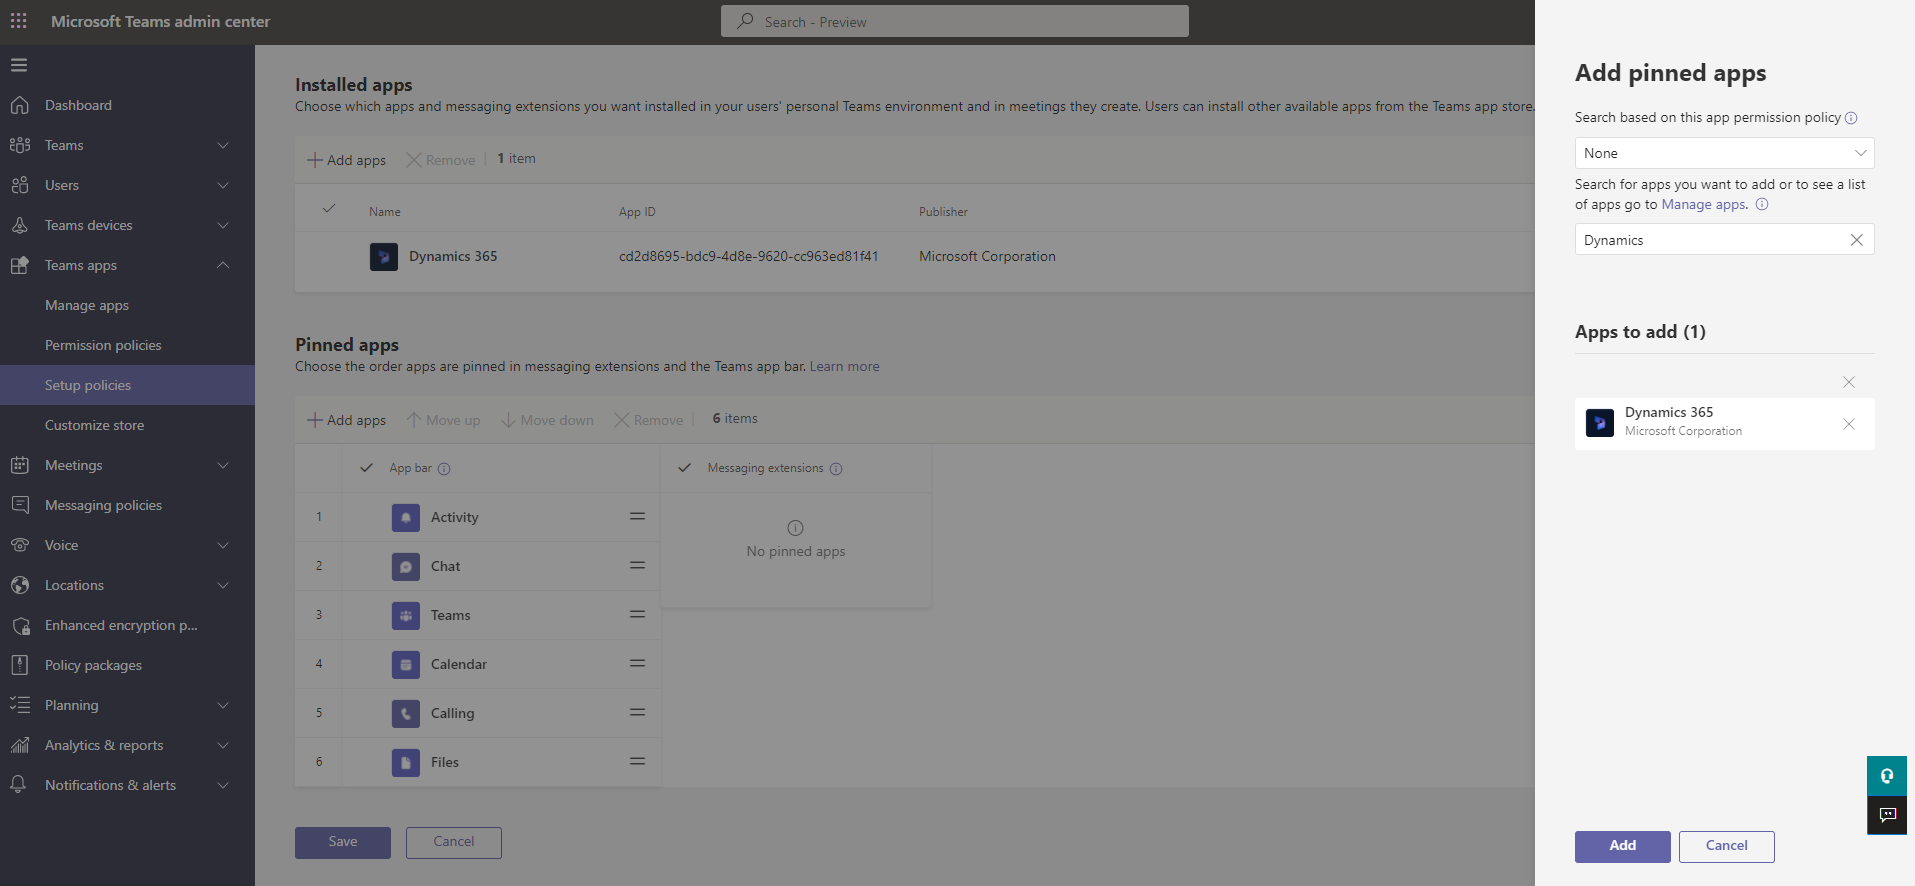 Microsoft Teams admin center
Search - Preview
Dashboard
Teams
Users
Teams devices
Teams apps
Manage apps
Permission policies
Setup policies
Customize store
Meetings
Messaging policies
Voice
Locations
Enhanced encryption p...
Policy packages
Planning
Analytics & reports
Notifications & alerts
Installed apps
Choose which apps and messaging extensions you want installed in your users' personal Teams environment and in meetings they create. Users can install other available apps from the Teams app store.
Add apps Remove 1 item
Name App ID Publisher
Dynamics 365 cd2d8695-bdc9-4d8e-9620-cc963ed81f41 Microsoft Corporation
Pinned apps
Choose the order apps are pinned in messaging extensions and the Teams app bar. Learn more
Add apps Move up Move down Remove 6 items
App bar Messaging extensions
1 Activity
2 Chat
3 Teams
4 Calendar
5 Calling
6 Files
No pinned apps
Save Cancel
Add pinned apps
Search based on this app permission policy
None
Search for apps you want to add or to see a list
of apps go to Manage apps.
Dynamics
Apps to add (1)
Dynamics 365
Microsoft Corporation
Add Cancel